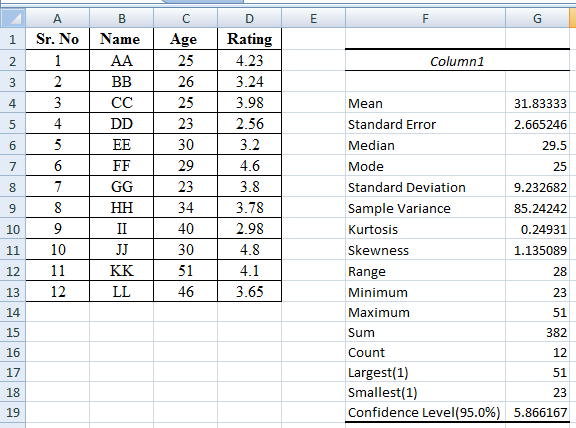 A B C D E F G
1 Sr. No Name Age Rating
2 1 AA 25 4.23 Column1
3 2 BB 26 3.24
4 3 CC 25 3.98 Mean 31.83333
5 4 DD 23 2.56 Standard Error 2.665246
6 5 EE 30 3.2 Median 29.5
7 6 FF 29 4.6 Mode 25
8 7 GG 23 3.8 Standard Deviation 9.232682
9 8 HH 34 3.78 Sample Variance 85.24242
10 9 II 40 2.98 Kurtosis 0.24931
11 10 JJ 30 4.8 Skewness 1.135089
12 11 KK 51 4.1 Range 28
13 12 LL 46 3.65 Minimum 23
14 Maximum 51
15 Sum 382
16 Count 12
17 Largest(1) 51
18 Smallest(1) 23
19 Confidence Level(95.0%) 5.866167